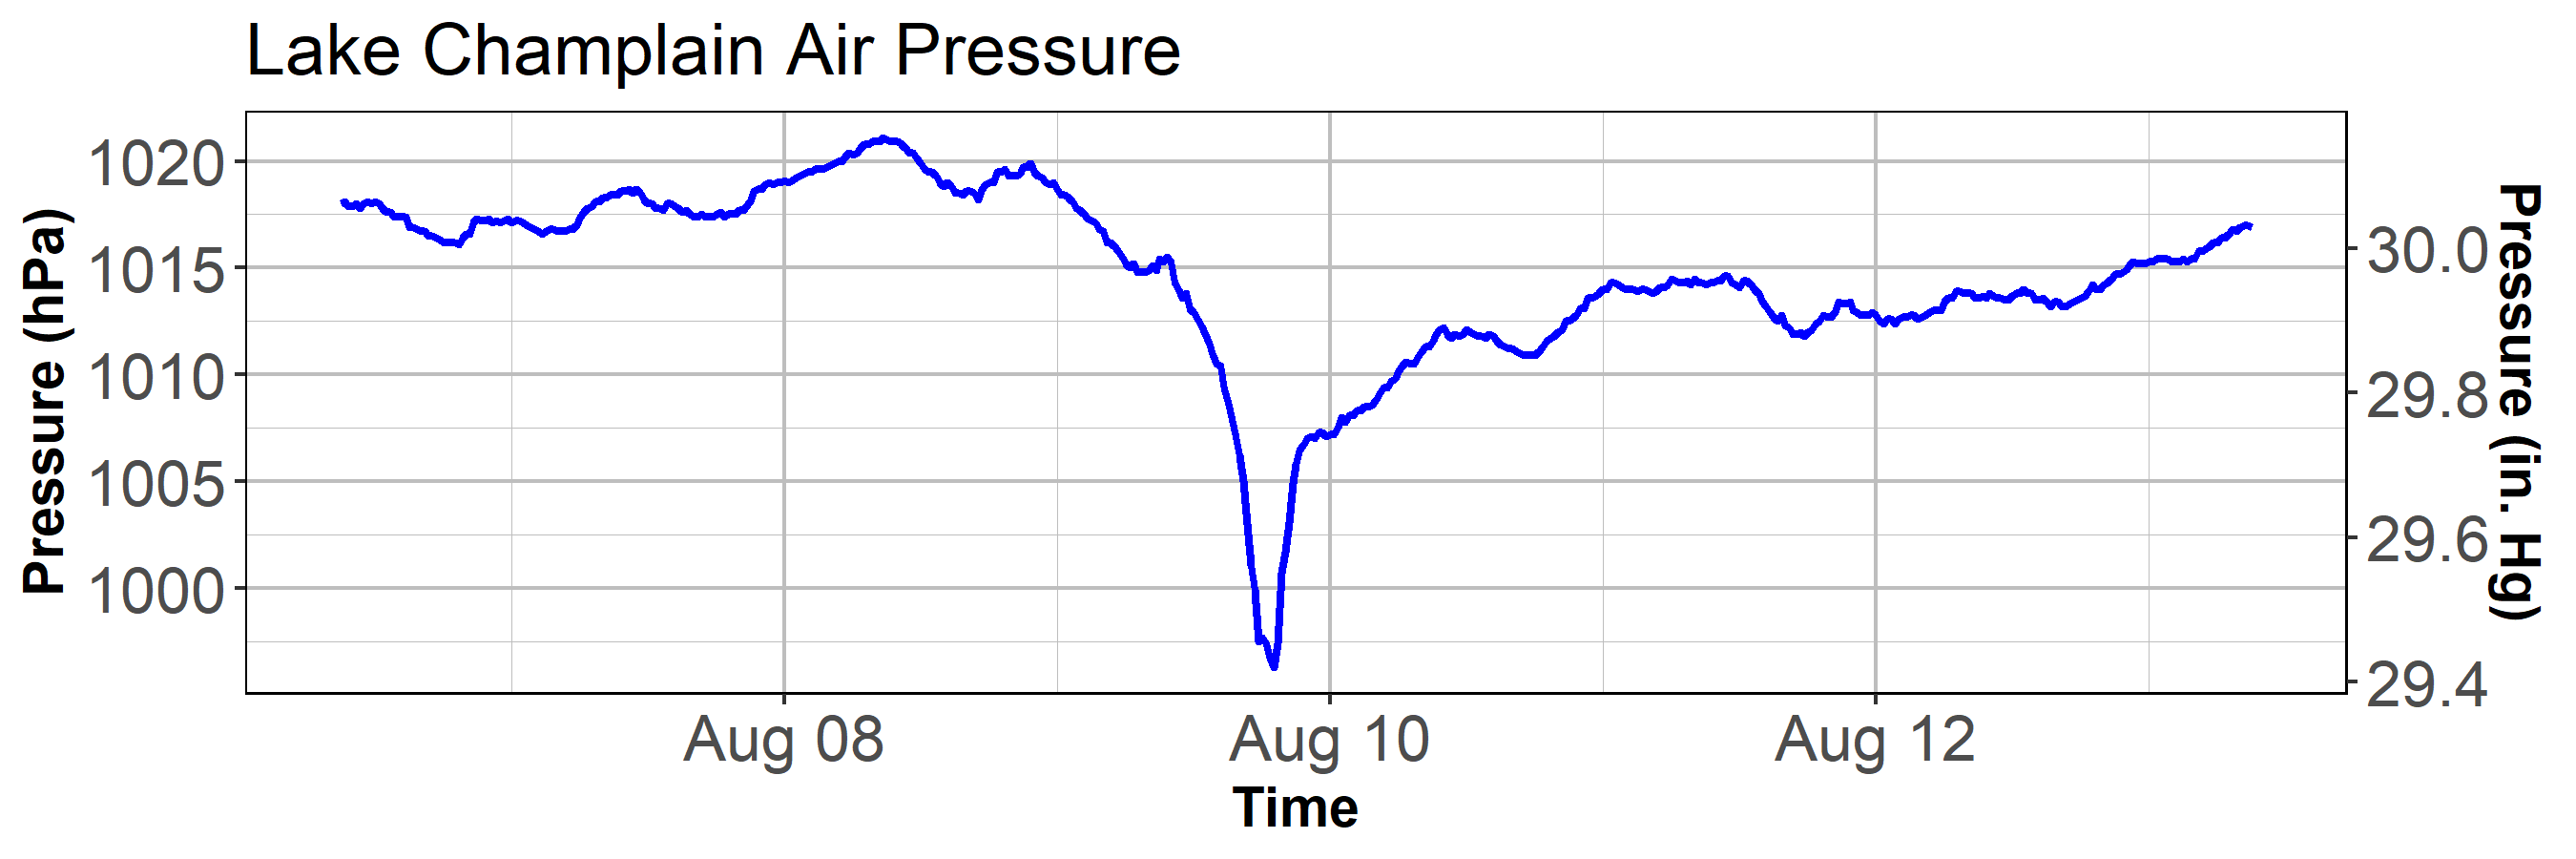 Lake Champlain Air Pressure
Pressure (hPa)
1020
1015
1010
1005
1000
30.0
29.8
29.6
29.4
Pressure (in. Hg)
Aug 08
Aug 10
Aug 12
Time